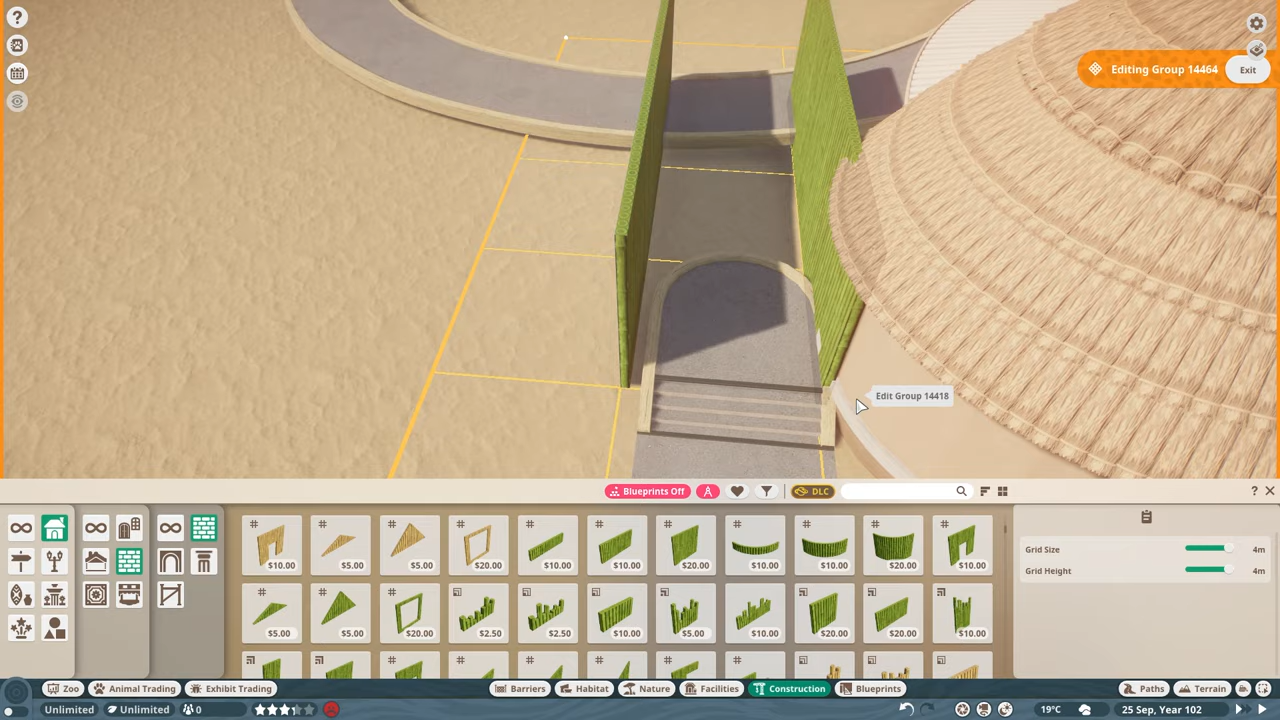 ?
Editing Group 14464
Exit
Edit Group 14418
Blueprints Off
DLC
?
$10.00
$5.00
$5.00
$20.00
$10.00
$10.00
$20.00
$10.00
$10.00
$20.00
$10.00
Grid Size
4m
Grid Height
4m
$5.00
$5.00
$20.00
$2.50
$2.50
$10.00
$5.00
$10.00
$20.00
$20.00
$10.00
Zoo
Animal Trading
Exhibit Trading
Barriers
Habitat
Nature
Facilities
Construction
Blueprints
Paths
Terrain
Unlimited
Unlimited
0
19°C
25 Sep, Year 102